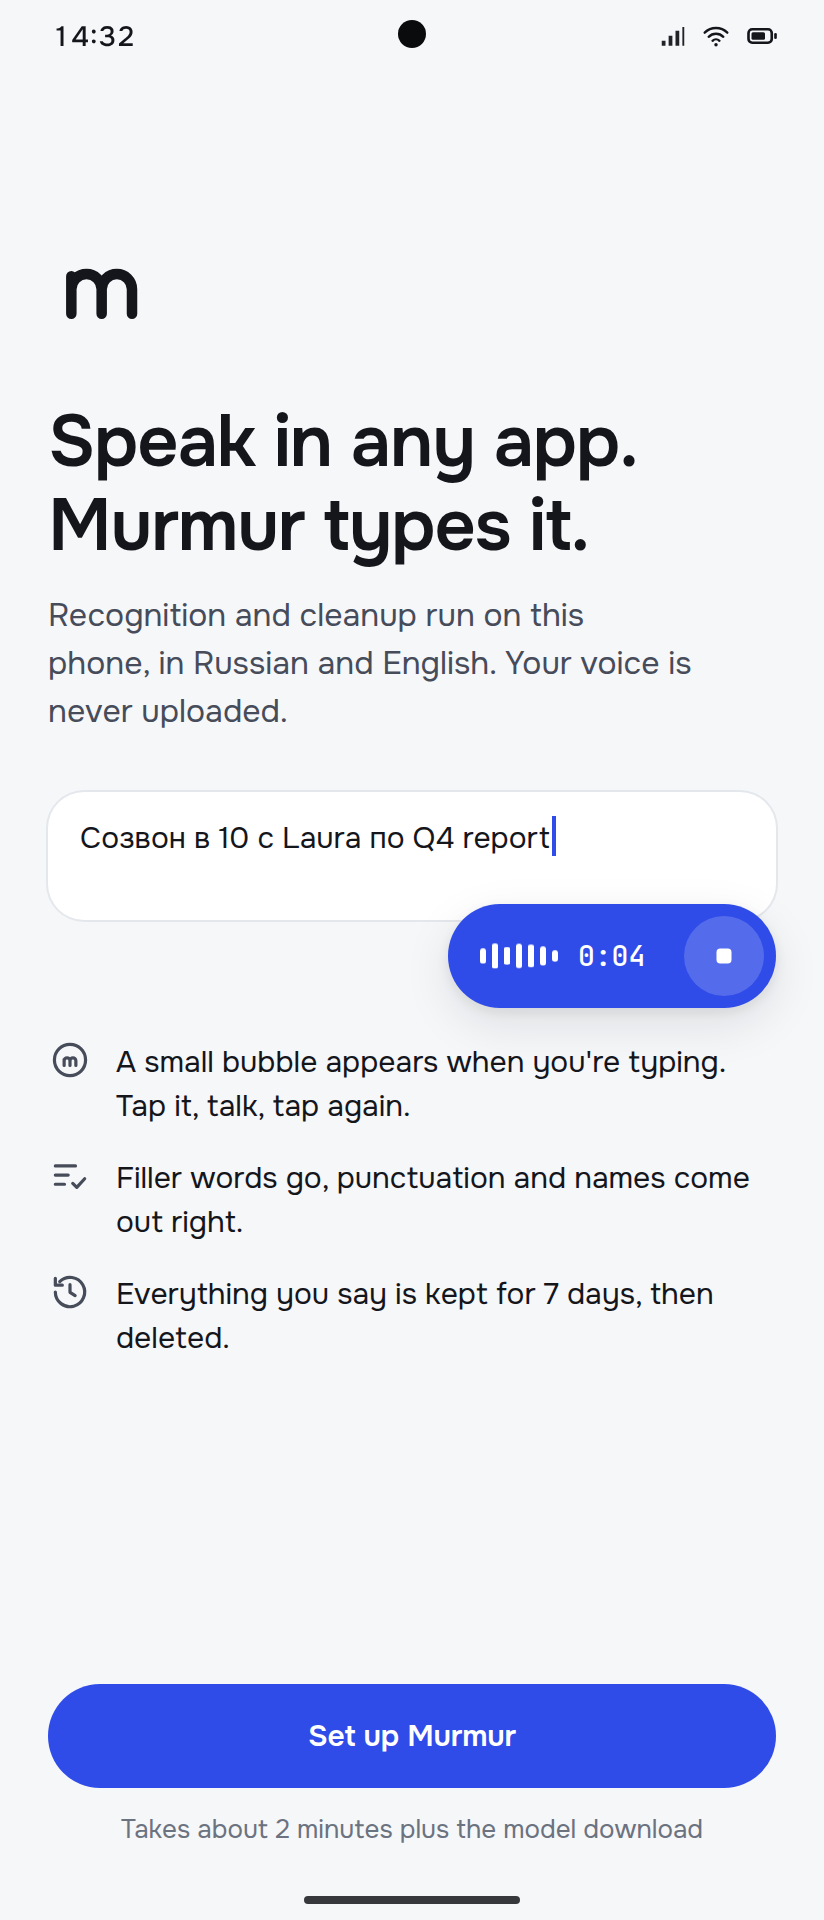 14:32
m
Speak in any app.
Murmur types it.
Recognition and cleanup run on this
phone, in Russian and English. Your voice is
never uploaded.
Созвон в 10 с Laura по Q4 report
0:04
m
A small bubble appears when you're typing.
Tap it, talk, tap again.
Filler words go, punctuation and names come
out right.
Everything you say is kept for 7 days, then
deleted.
Set up Murmur
Takes about 2 minutes plus the model download